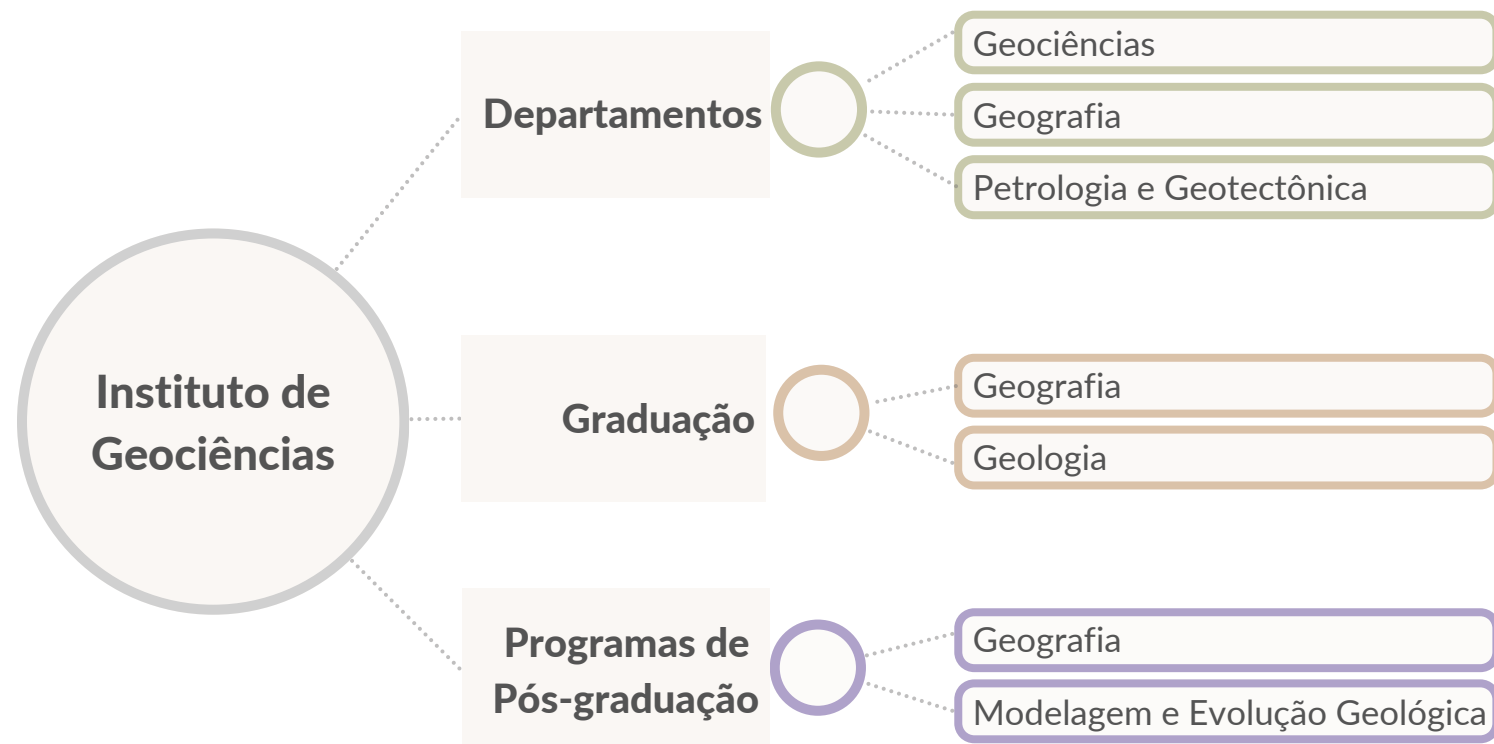 Instituto de
Geociências
Departamentos
Geociências
Geografia
Petrologia e Geotectônica
Graduação
Geografia
Geologia
Programas de
Pós-graduação
Geografia
Modelagem e Evolução Geológica